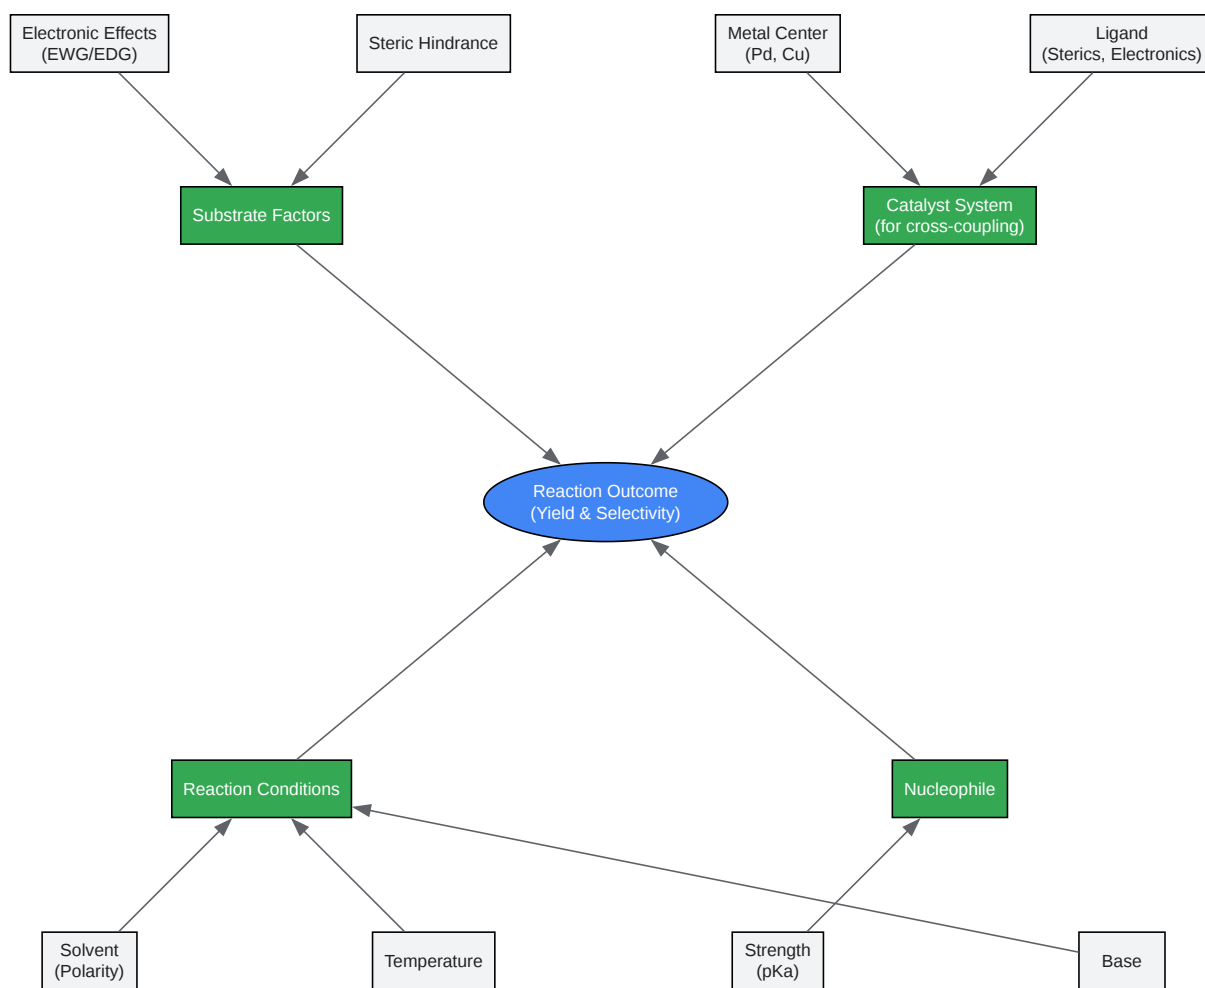 Electronic Effects
(EWG/EDG)
Steric Hindrance
Metal Center
(Pd, Cu)
Ligand
(Sterics, Electronics)
Substrate Factors
Catalyst System
(for cross-coupling)
Reaction Outcome
(Yield & Selectivity)
Reaction Conditions
Nucleophile
Solvent
(Polarity)
Temperature
Strength
(pKa)
Base